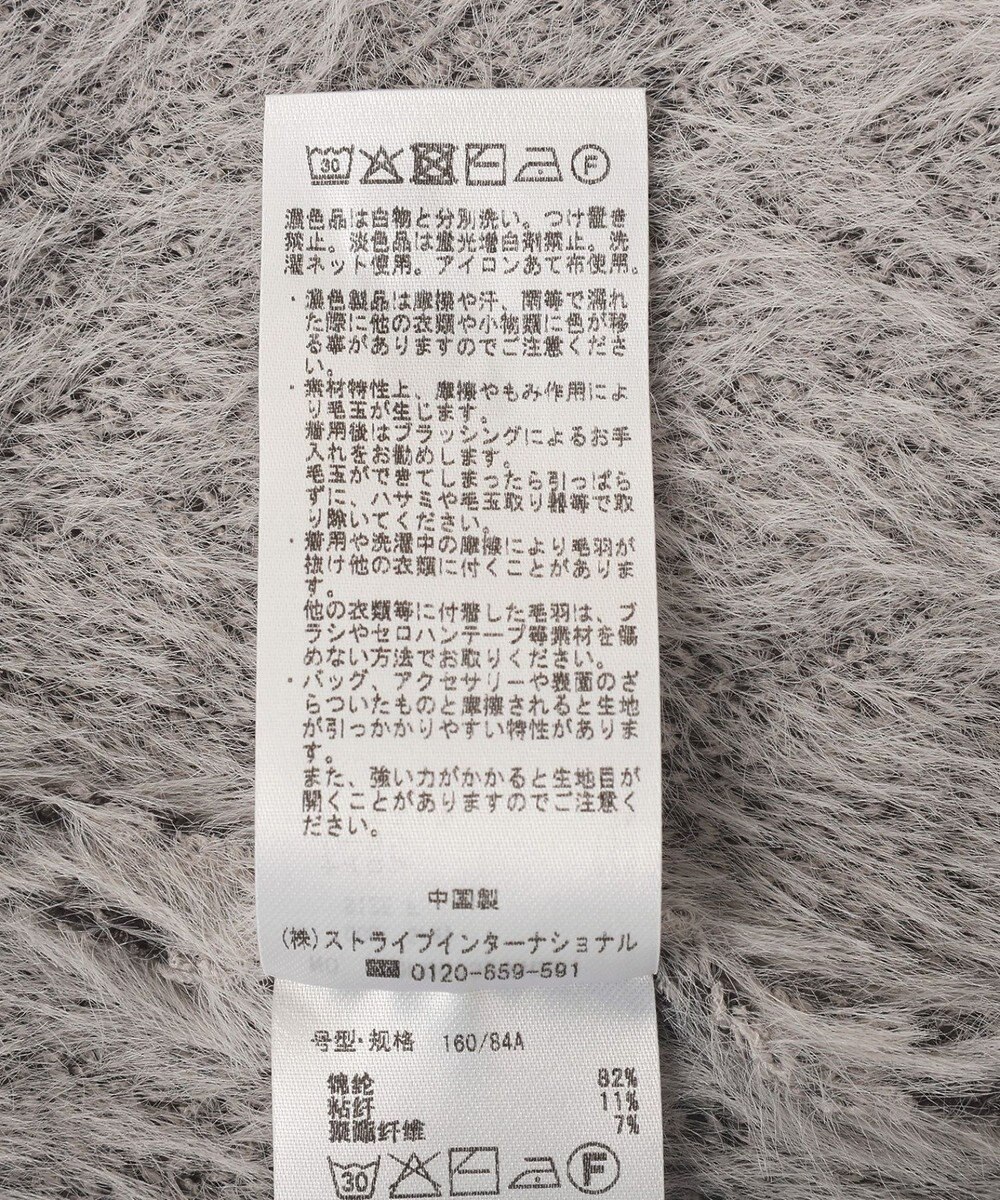 30 F
濃色品は白物と分別洗い。つけ置き
禁止。淡色品は蛍光増白剤禁止。洗
濯ネット使用。アイロンあて布使用。
・濃色製品は摩擦や汗、雨等で濡れ
た際に他の衣類や小物類に色が移
る事がありますのでご注意くださ
い。
・素材特性上、摩擦やもみ作用によ
り毛玉が生じます。
着用後はブラッシングによるお手
入れをお勧めします。
毛玉ができてしまったら引っぱら
ずに、ハサミや毛玉取り器等で取
り除いてください。
・着用や洗濯中の摩擦により毛羽が
抜け他の衣類に付くことがありま
す。
他の衣類等に付着した毛羽は、ブ
ラシやセロハンテープ等素材を傷
めない方法でお取りください。
・バッグ、アクセサリーや表面のざ
らついたものと摩擦されると生地
が引っかかりやすい特性がありま
す。
また、強い力がかかると生地目が
開くことがありますのでご注意く
ださい。
中国製
(株)ストライプインターナショナル
0120-659-591
号型·规格 160/84A
锦纶 82%
粘纤 11%
聚酯纤维 7%
30 F